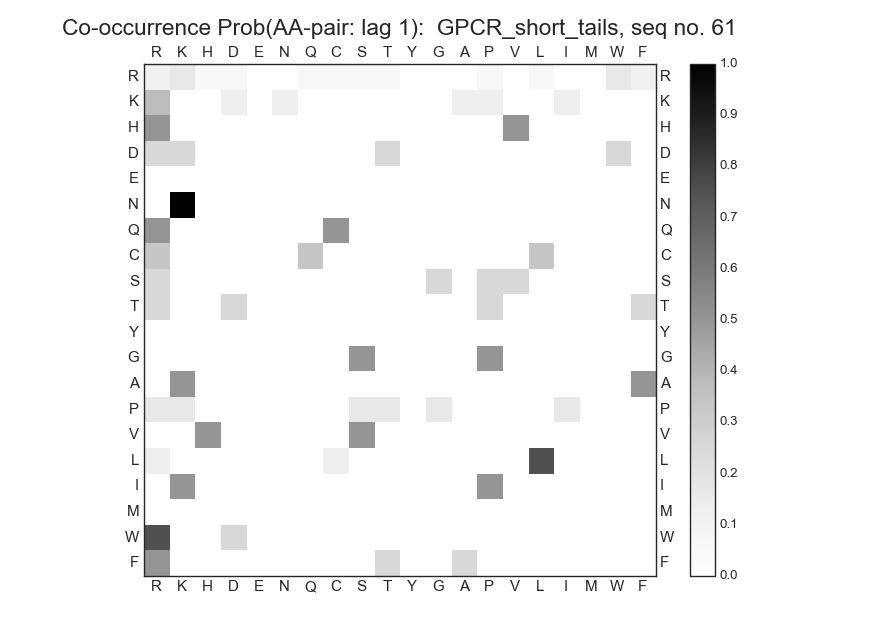 Co-occurrence Prob(AA-pair: lag 1):  GPCR_short_tails, seq no. 61
R K H D E N Q C S T Y G A P V L I M W F
R R 1.0
K K 0.9
H H
D D 0.8
E E
N N 0.7
Q Q
C C 0.6
S S
T T 0.5
Y Y
G G 0.4
A A
P P 0.3
V V
L L 0.2
I I
M M 0.1
W W
F F 0.0
R K H D E N Q C S T Y G A P V L I M W F